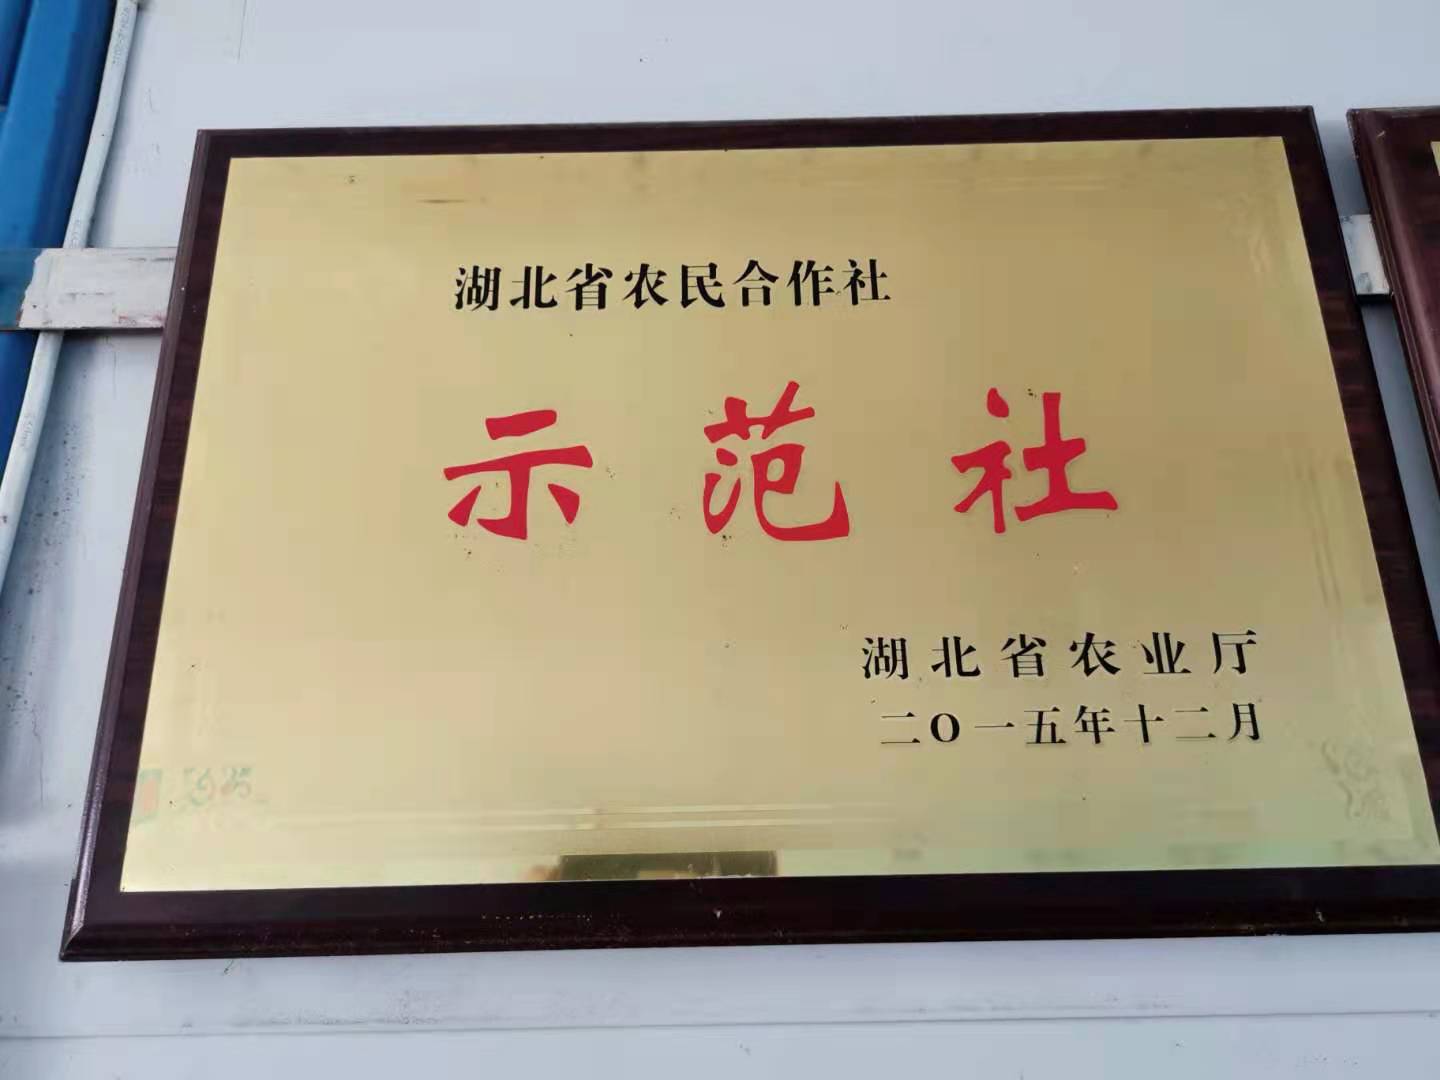 湖北省农民合作社
示范社
湖北省农业厅
二O一五年十二月